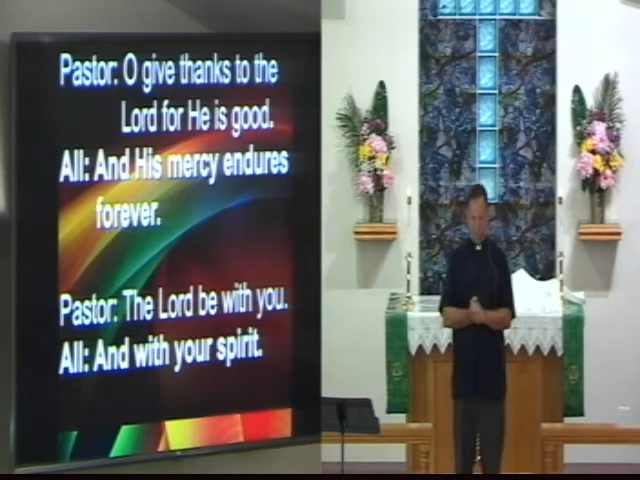 Pastor: O give thanks to the
Lord for He is good.
All: And His mercy endures
forever.
Pastor: The Lord be with you.
All: And with your spirit.